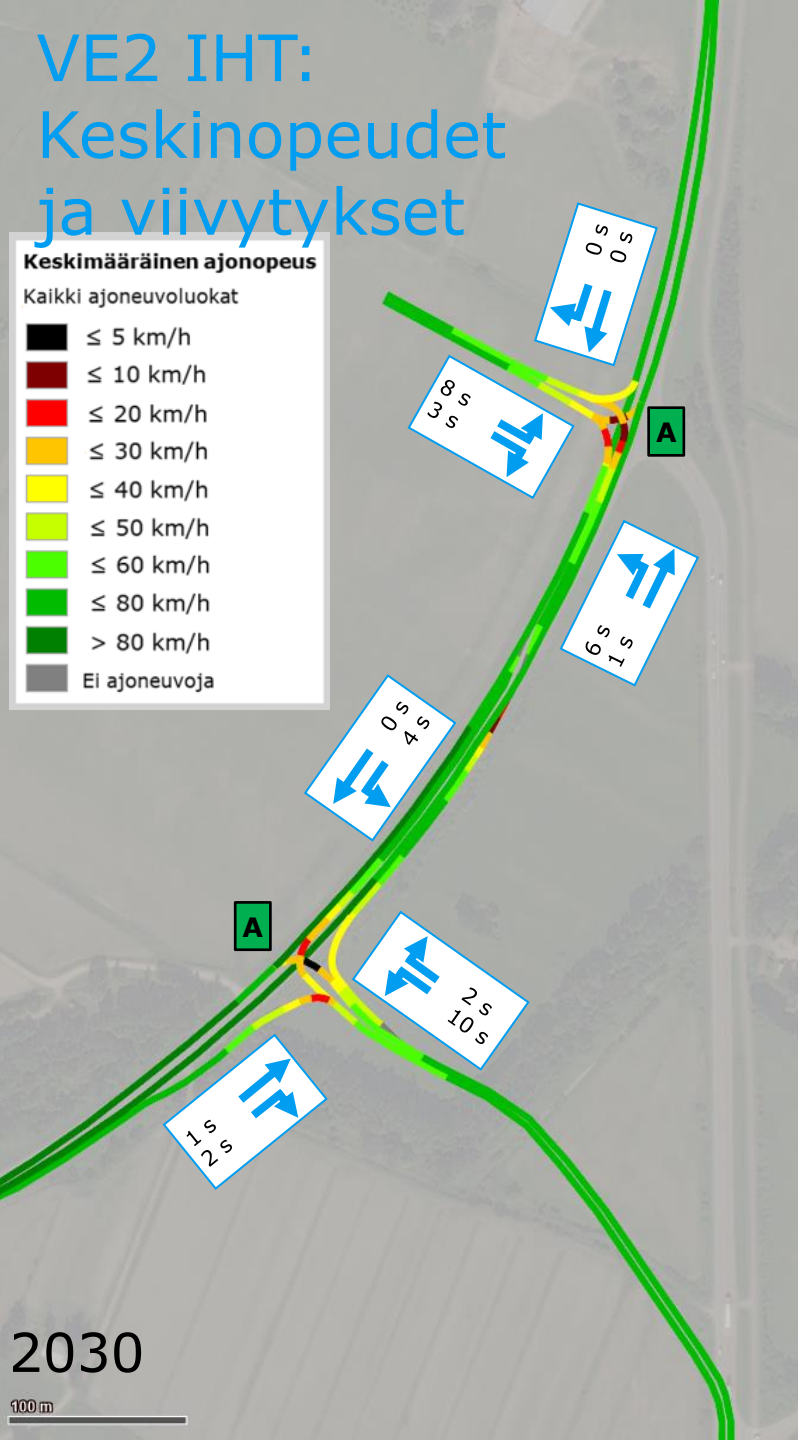 VE2 IHT:
Keskinopeudet
ja viivytykset
Keskimääräinen ajonopeus
Kaikki ajoneuvoluokat
≤ 5 km/h
≤ 10 km/h
≤ 20 km/h
≤ 30 km/h
≤ 40 km/h
≤ 50 km/h
≤ 60 km/h
≤ 80 km/h
> 80 km/h
Ei ajoneuvoja
0 s
0 s
8 s
3 s
A
6 s
1 s
0 s
4 s
A
2 s
10 s
1 s
2 s
2030
100 m